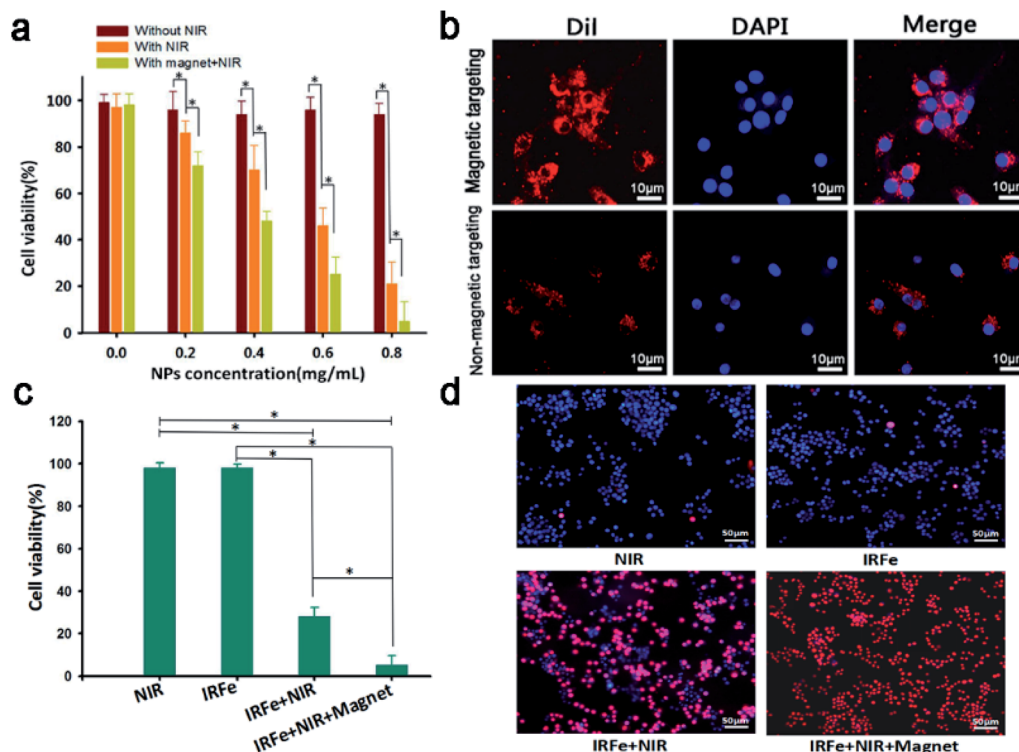 a
Without NIR
With NIR
With magnet+NIR
Cell viability(%)
100
80
60
40
20
0
* * * * * * * *
0.0 0.2 0.4 0.6 0.8
NPs concentration(mg/mL)
b
Dil DAPI Merge
Magnetic targeting
10μm 10μm 10μm
Non-magnetic targeting
10μm 10μm 10μm
c
Cell viability(%)
120
100
80
60
40
20
0
*
*
*
*
*
NIR IRFe IRFe+NIR IRFe+NIR+Magnet
d
50μm 50μm
NIR IRFe
50μm 50μm
IRFe+NIR IRFe+NIR+Magnet